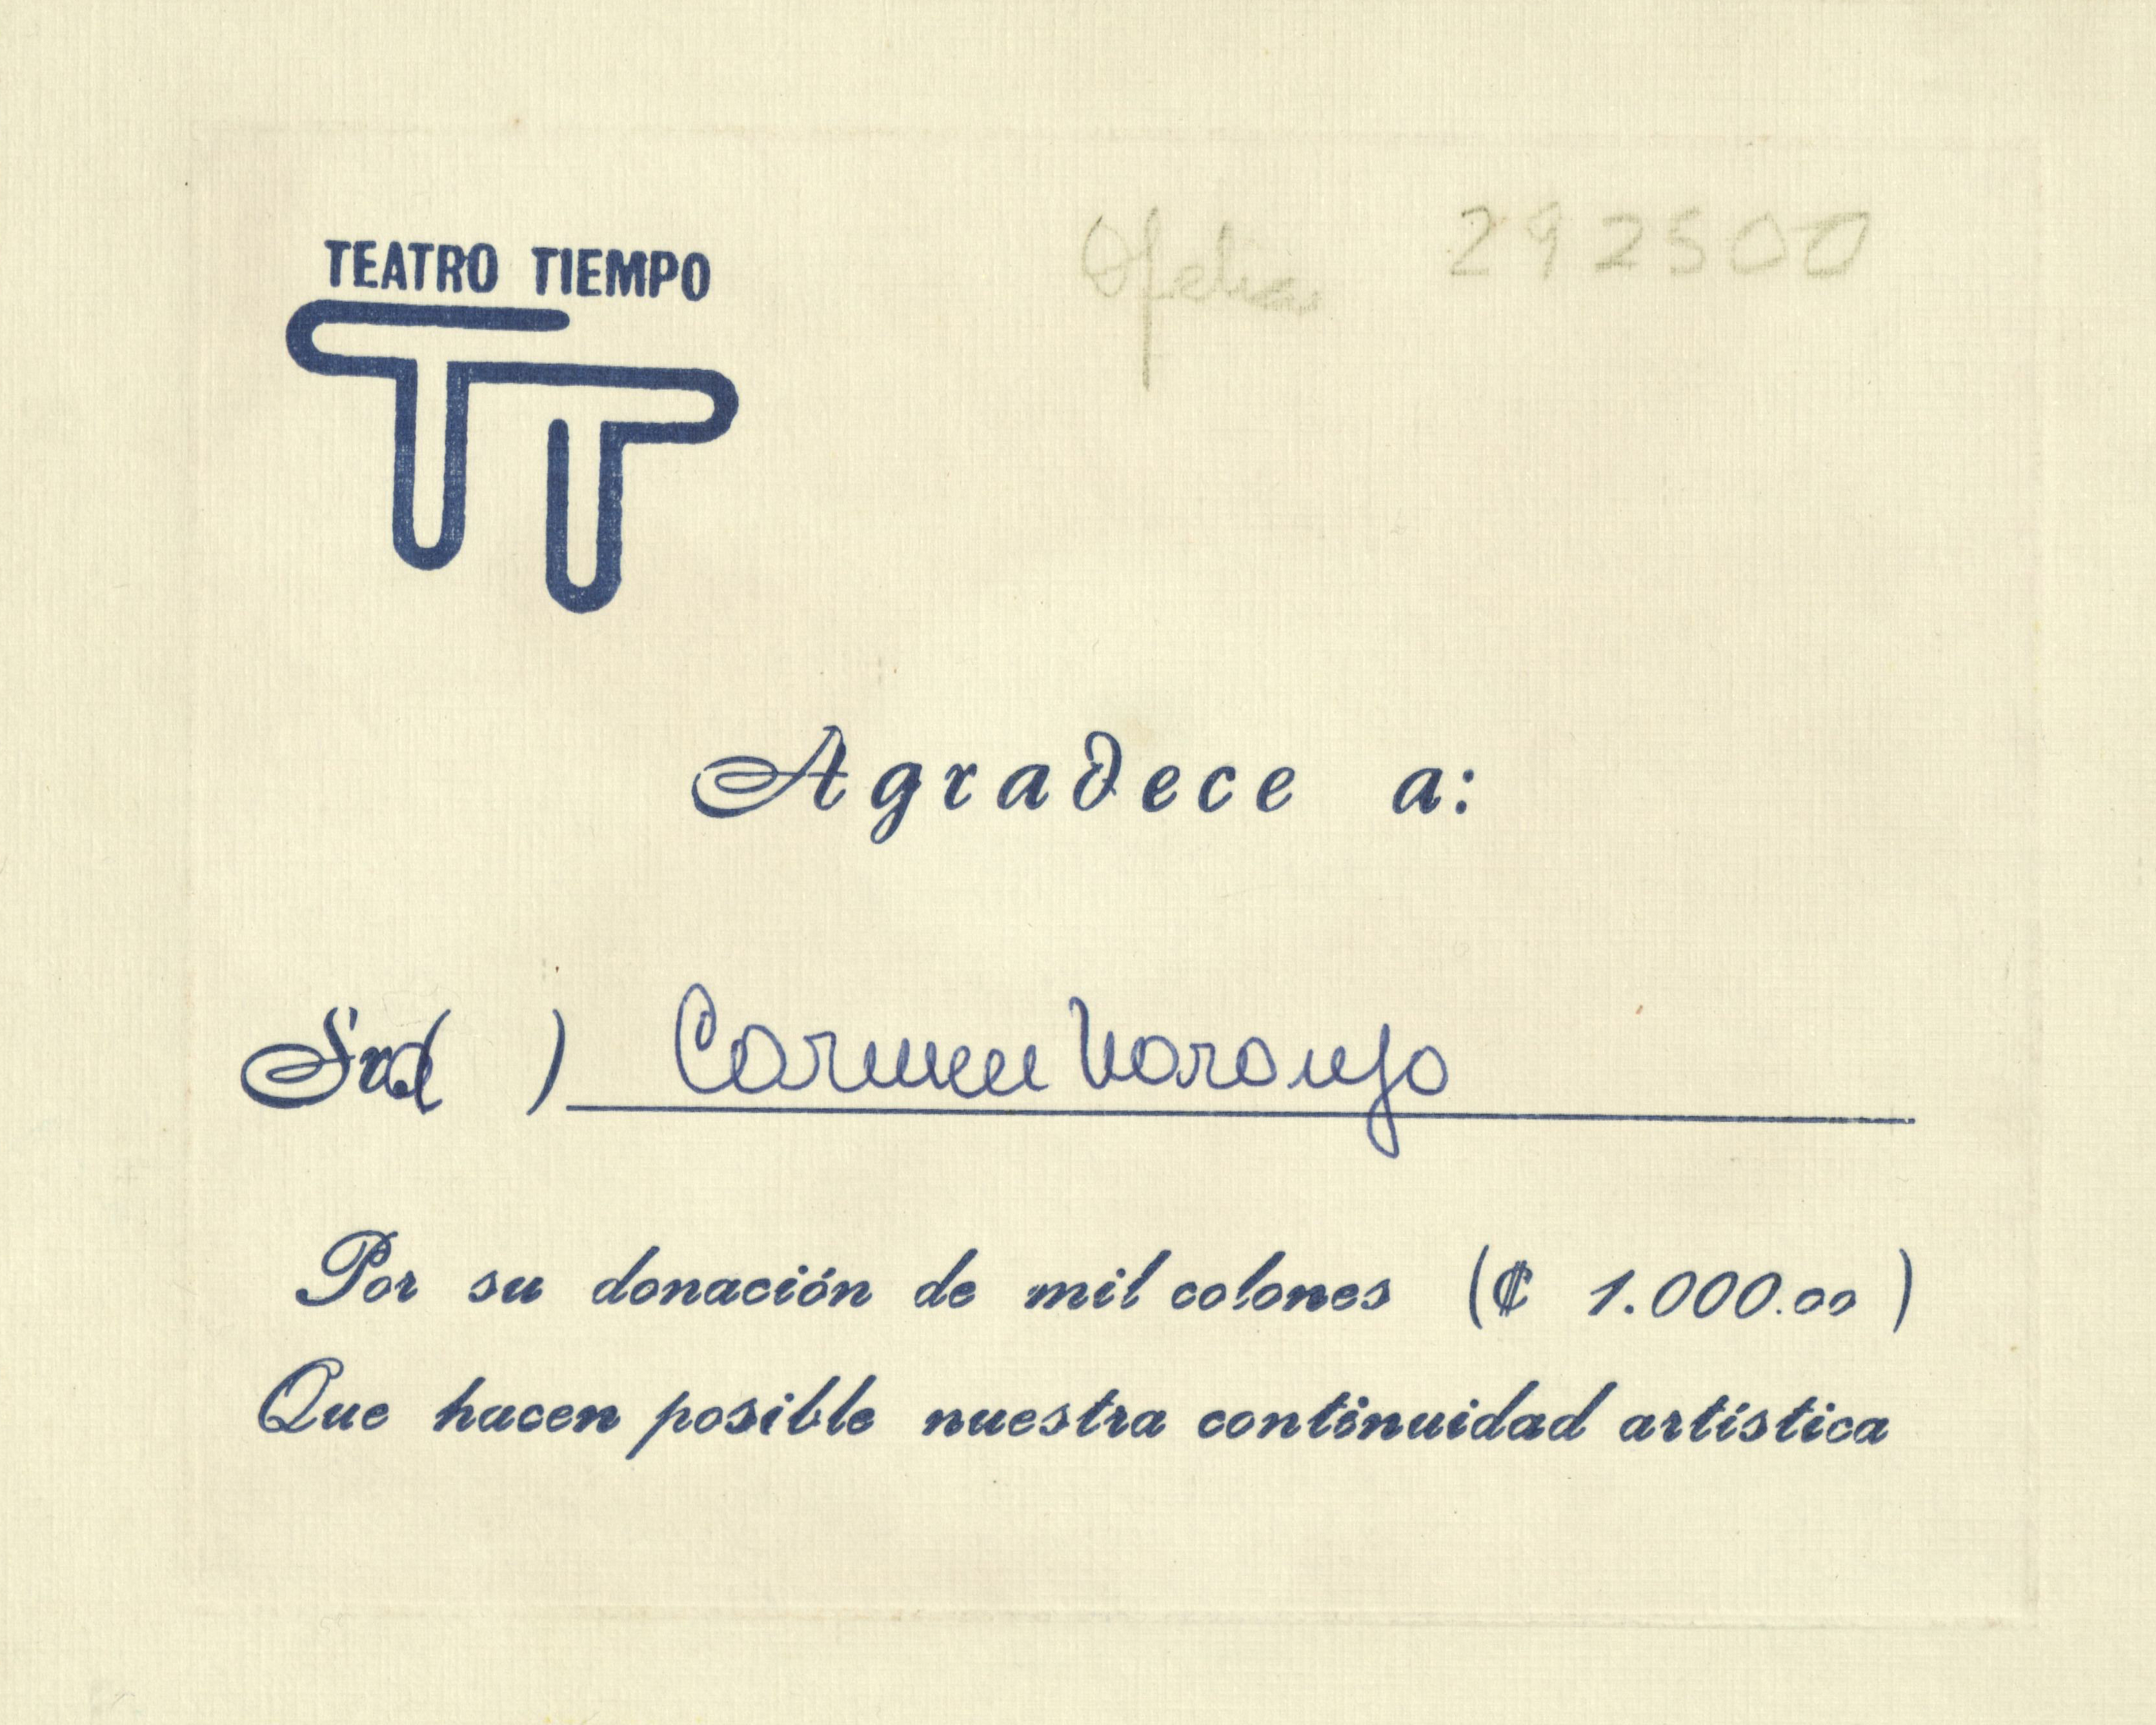 TEATRO TIEMPO
Ofelia 292500
Agradece a:
Sra( ) Carmen Naranjo
Por su donación de mil colones (₡ 1.000.00)
Que hacen posible nuestra continuidad artística